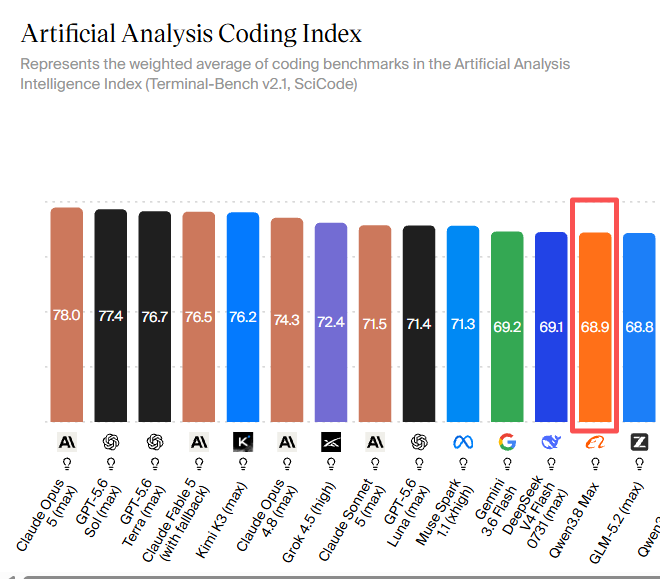 Artificial Analysis Coding Index
Represents the weighted average of coding benchmarks in the Artificial Analysis
Intelligence Index (Terminal-Bench v2.1, SciCode)
78.0
77.4
76.7
76.5
76.2
74.3
72.4
71.5
71.4
71.3
69.2
69.1
68.9
68.8
Claude Opus
5 (max)
GPT-5.6
Sol (max)
GPT-5.6
Terra (max)
Claude Fable 5
(with fallback)
Kimi K3 (max)
Claude Opus
4.8 (max)
Grok 4.5 (high)
Claude Sonnet
5 (max)
GPT-5.6
Luna (max)
Muse Spark
1.1 (xhigh)
Gemini
3.6 Flash
DeepSeek
V4 Flash
0731 (max)
Qwen3.8 Max
GLM-5.2 (max)